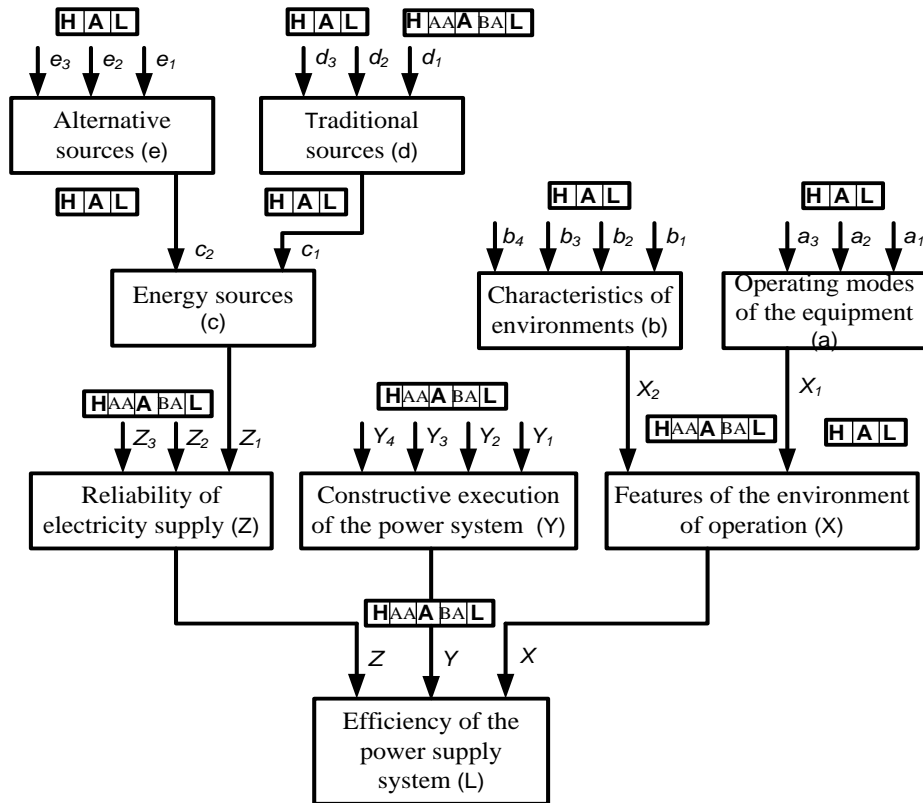 H A L
H A L
H AA A BA L
e3 e2 e1
d3 d2 d1
Alternative
sources (e)
Traditional
sources (d)
H A L
H A L
c2
c1
H A L
H A L
b4 b3 b2 b1
a3 a2 a1
Energy sources
(c)
Characteristics of
environments (b)
Operating modes
of the equipment
(a)
H AA A BA L
H AA A BA L
X2
X1
H AA A BA L
H A L
Z3 Z2 Z1
Y4 Y3 Y2 Y1
Reliability of
electricity supply (Z)
Constructive execution
of the power system (Y)
Features of the environment
of operation (X)
H AA A BA L
Z Y X
Efficiency of the
power supply
system (L)